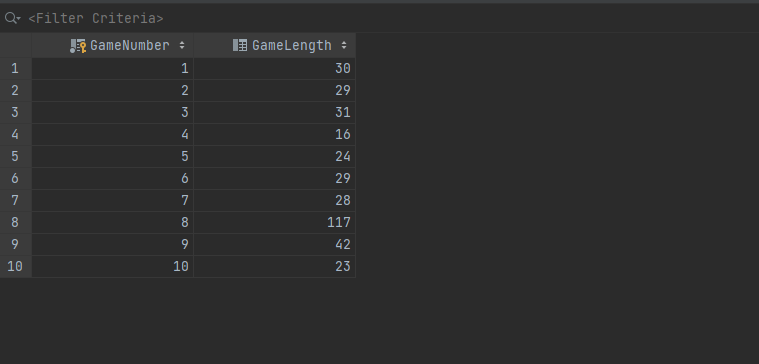 <Filter Criteria>
GameNumber GameLength
1 1 30
2 2 29
3 3 31
4 4 16
5 5 24
6 6 29
7 7 28
8 8 117
9 9 42
10 10 23